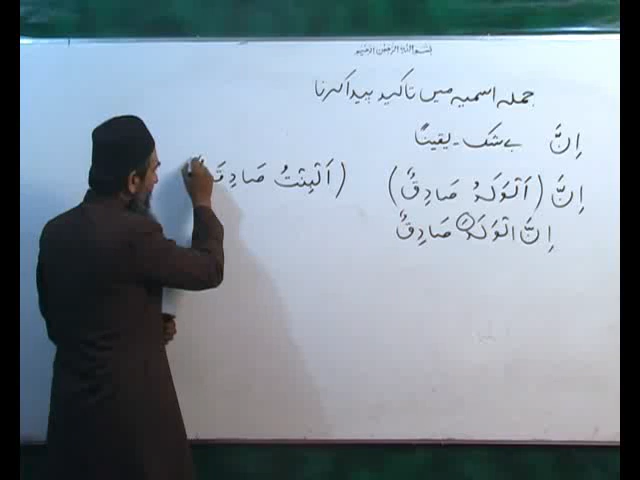 بسم اللہ الرحمٰن الرحیم
جملہ اسمیہ میں تاکید پیدا کرنا
اِنَّ بے شک ۔ یقیناً
اِنَّ (اَلْوَلَدُ صَادِقٌ) (اَلْبِنْتُ صَادِقَ
اِنَّ الْوَلَدَ صَادِقٌ